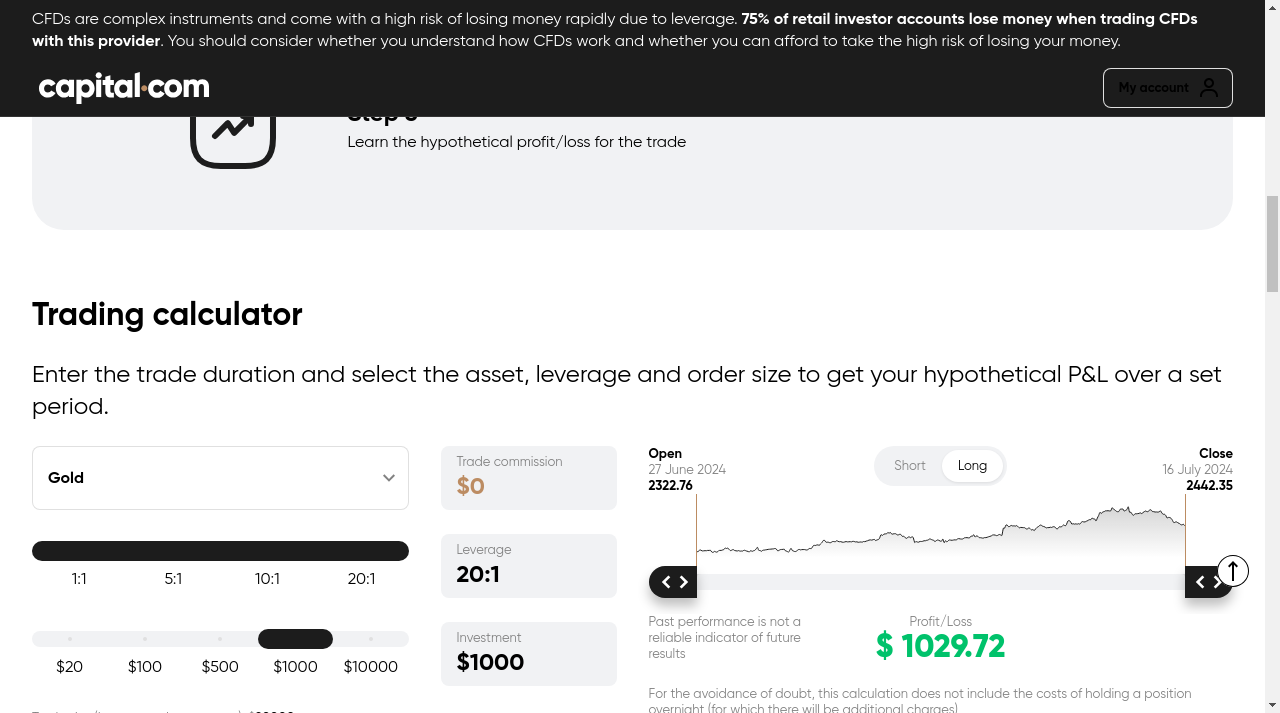 CFDs are complex instruments and come with a high risk of losing money rapidly due to leverage. 75% of retail investor accounts lose money when trading CFDs
with this provider. You should consider whether you understand how CFDs work and whether you can afford to take the high risk of losing your money.
capital.com
My account
Learn the hypothetical profit/loss for the trade
Trading calculator
Enter the trade duration and select the asset, leverage and order size to get your hypothetical P&L over a set
period.
Gold
1:1 5:1 10:1 20:1
$20 $100 $500 $1000 $10000
Trade commission
$0
Leverage
20:1
Investment
$1000
Open
27 June 2024
2322.76
Short Long
Close
16 July 2024
2442.35
Past performance is not a
reliable indicator of future
results
Profit/Loss
$ 1029.72
For the avoidance of doubt, this calculation does not include the costs of holding a position
overnight (for which there will be additional charges)